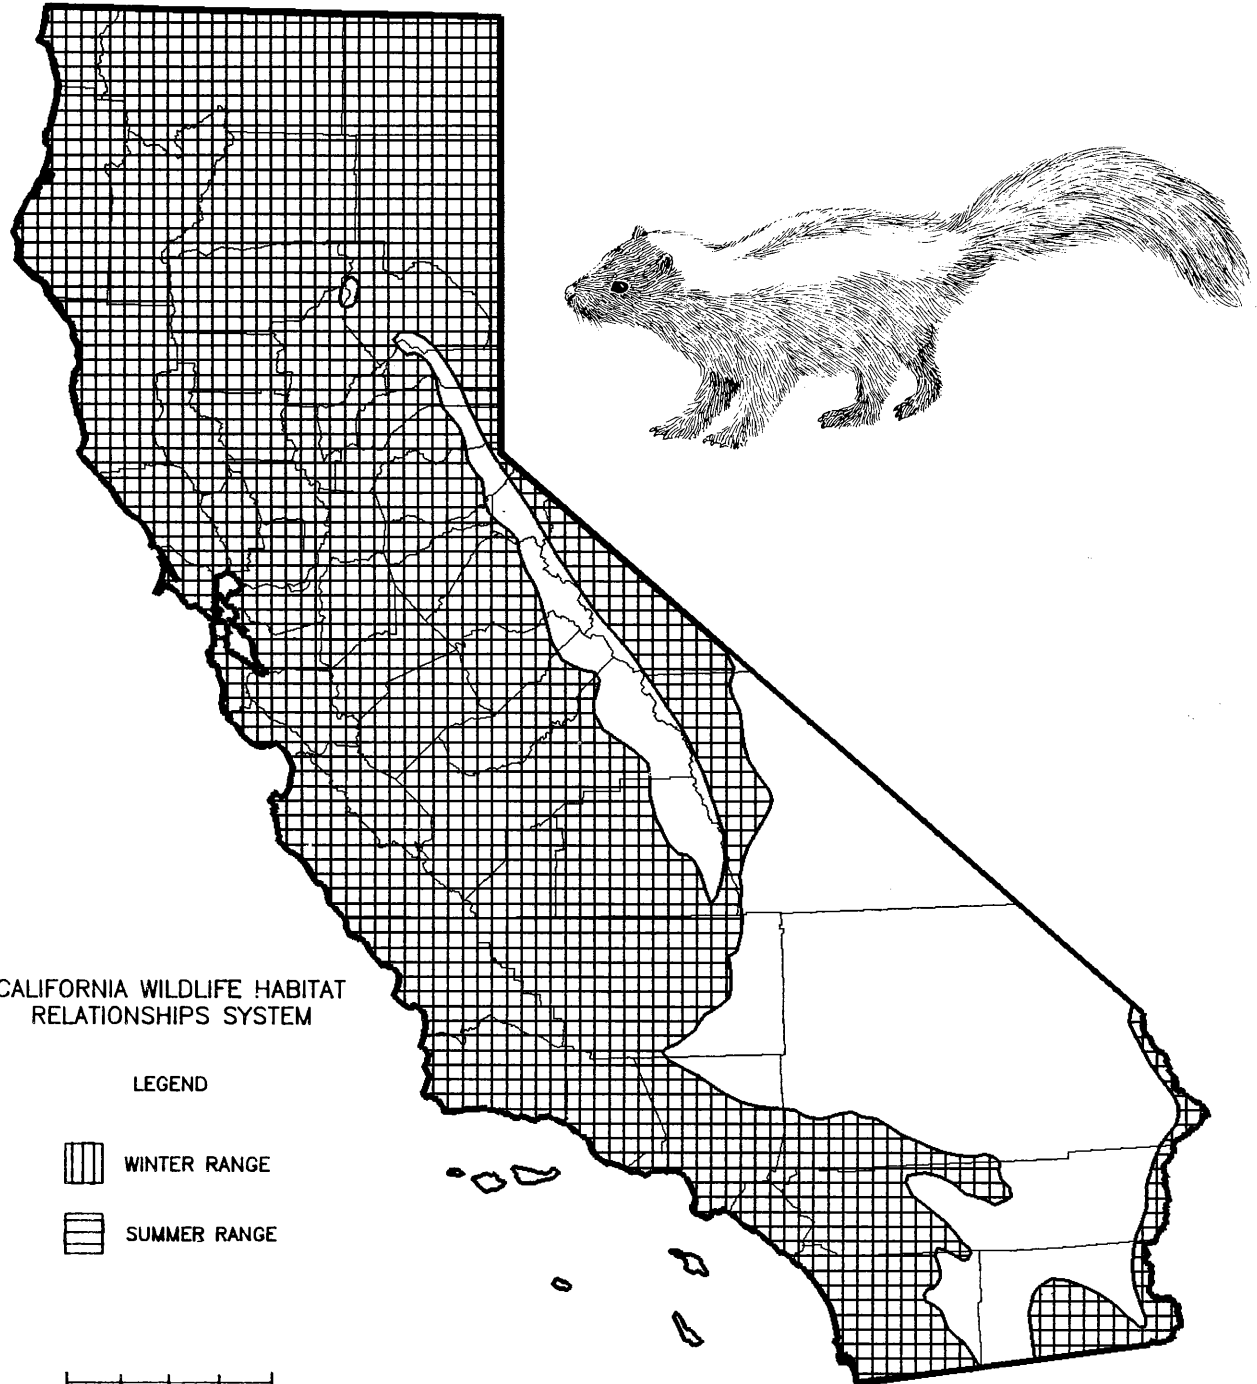 CALIFORNIA WILDLIFE HABITAT
RELATIONSHIPS SYSTEM
LEGEND
WINTER RANGE
SUMMER RANGE